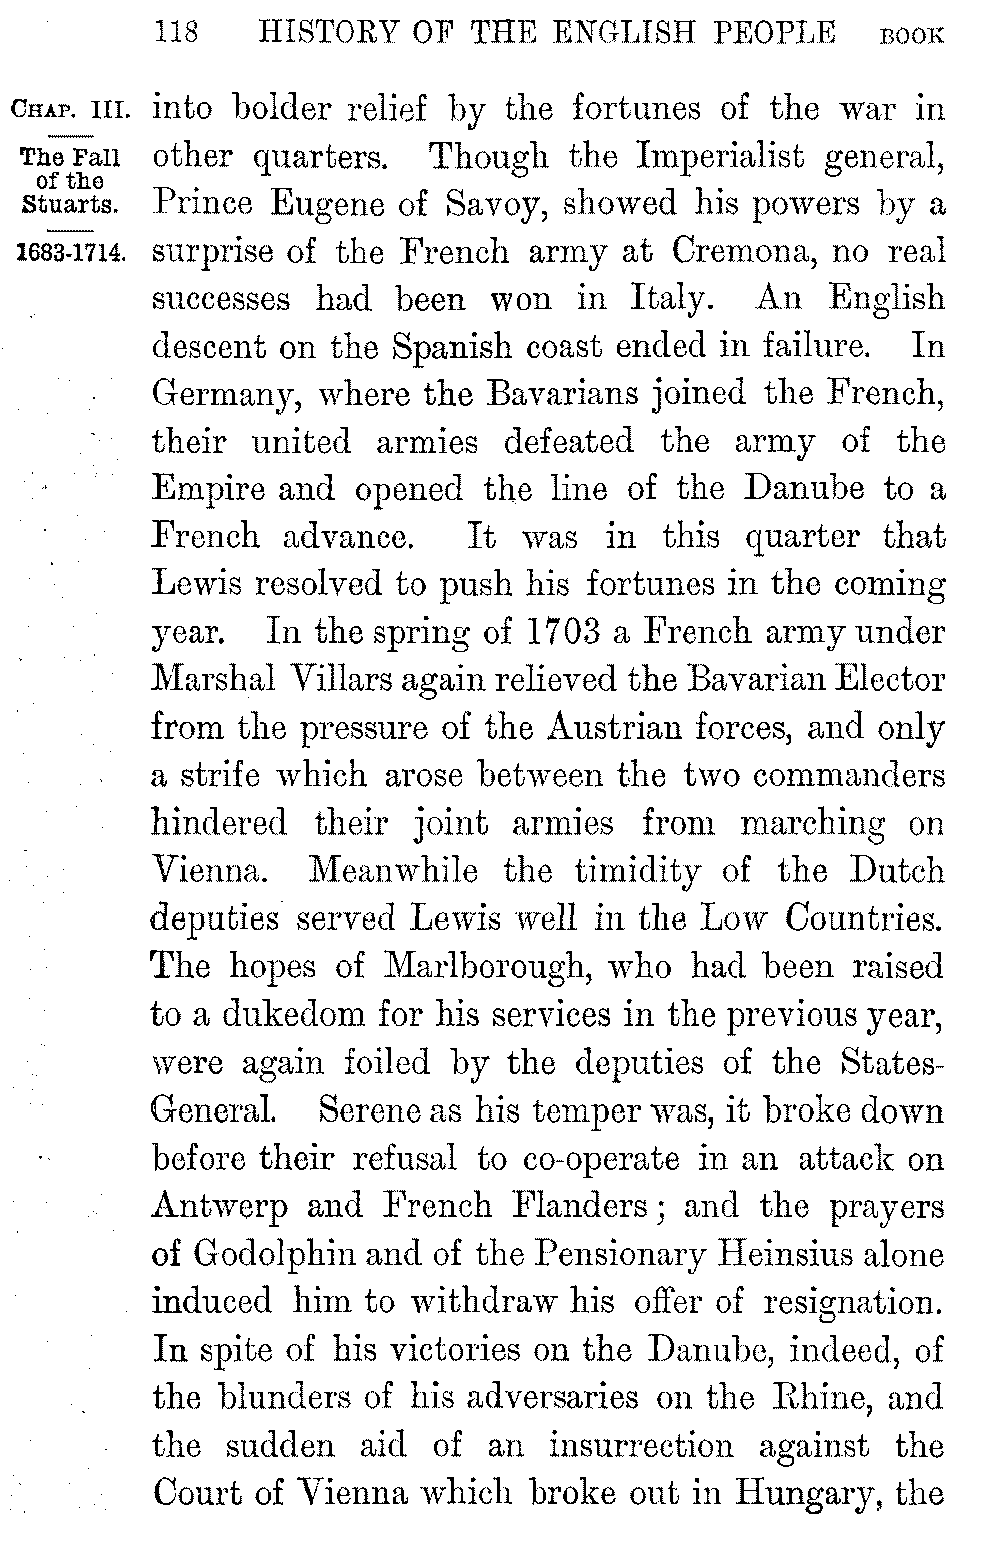 118 HISTORY OF THE ENGLISH PEOPLE BOOK
CHAP. III.
The Fall
of the
Stuarts.
1683-1714.
into bolder relief by the fortunes of the war in
other quarters. Though the Imperialist general,
Prince Eugene of Savoy, showed his powers by a
surprise of the French army at Cremona, no real
successes had been won in Italy. An English
descent on the Spanish coast ended in failure. In
Germany, where the Bavarians joined the French,
their united armies defeated the army of the
Empire and opened the line of the Danube to a
French advance. It was in this quarter that
Lewis resolved to push his fortunes in the coming
year. In the spring of 1703 a French army under
Marshal Villars again relieved the Bavarian Elector
from the pressure of the Austrian forces, and only
a strife which arose between the two commanders
hindered their joint armies from marching on
Vienna. Meanwhile the timidity of the Dutch
deputies served Lewis well in the Low Countries.
The hopes of Marlborough, who had been raised
to a dukedom for his services in the previous year,
were again foiled by the deputies of the States-
General. Serene as his temper was, it broke down
before their refusal to co-operate in an attack on
Antwerp and French Flanders; and the prayers
of Godolphin and of the Pensionary Heinsius alone
induced him to withdraw his offer of resignation.
In spite of his victories on the Danube, indeed, of
the blunders of his adversaries on the Rhine, and
the sudden aid of an insurrection against the
Court of Vienna which broke out in Hungary, the